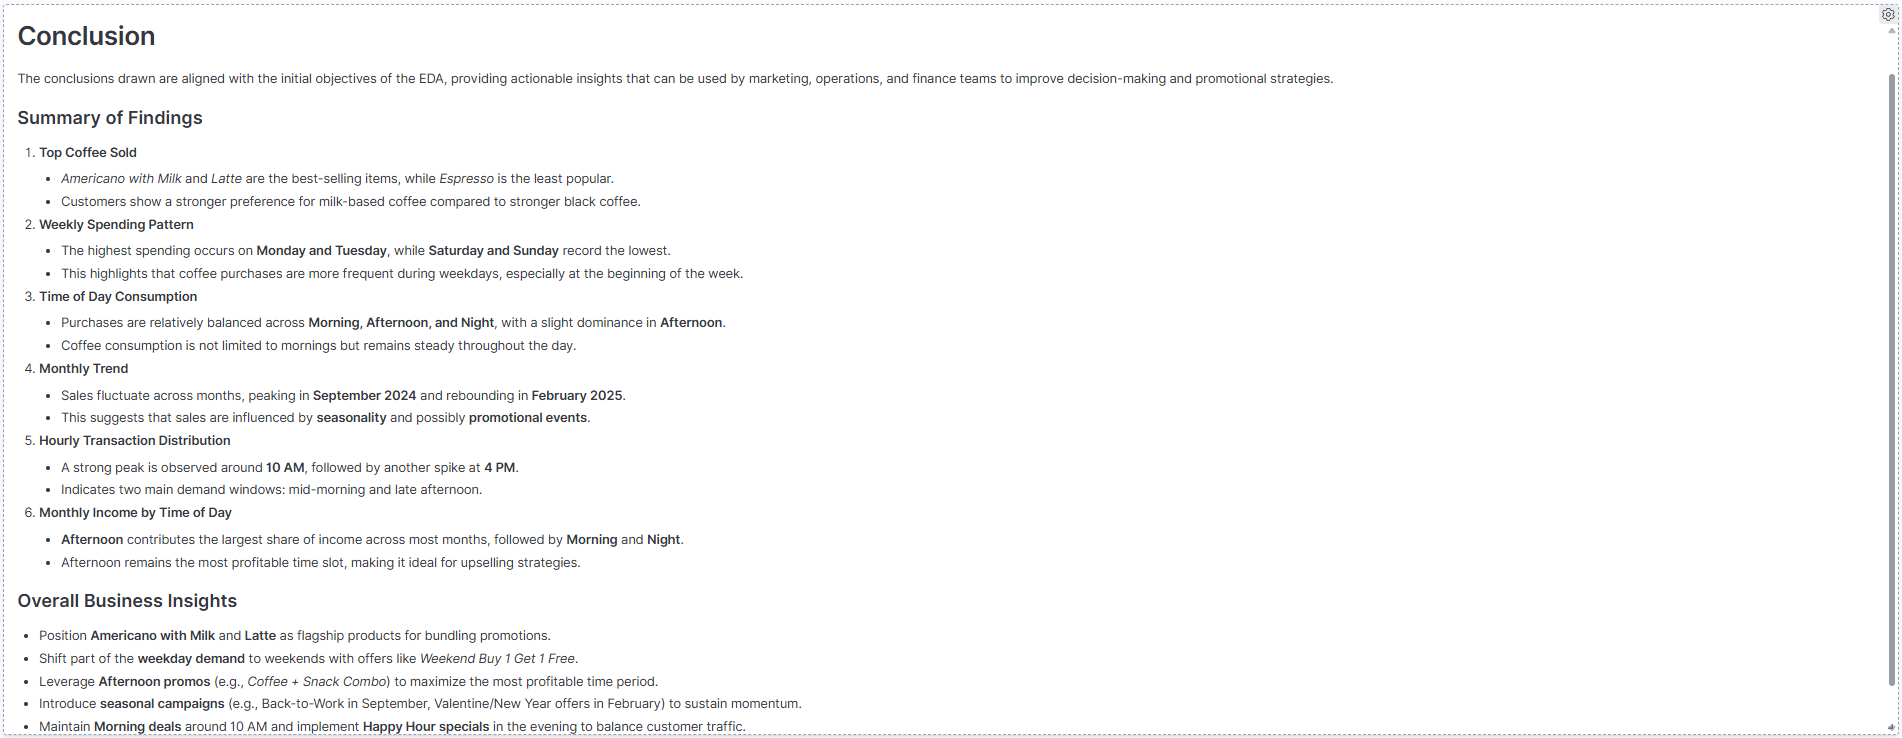 Conclusion
The conclusions drawn are aligned with the initial objectives of the EDA, providing actionable insights that can be used by marketing, operations, and finance teams to improve decision-making and promotional strategies.
Summary of Findings
1. Top Coffee Sold
• Americano with Milk and Latte are the best-selling items, while Espresso is the least popular.
• Customers show a stronger preference for milk-based coffee compared to stronger black coffee.
2. Weekly Spending Pattern
• The highest spending occurs on Monday and Tuesday, while Saturday and Sunday record the lowest.
• This highlights that coffee purchases are more frequent during weekdays, especially at the beginning of the week.
3. Time of Day Consumption
• Purchases are relatively balanced across Morning, Afternoon, and Night, with a slight dominance in Afternoon.
• Coffee consumption is not limited to mornings but remains steady throughout the day.
4. Monthly Trend
• Sales fluctuate across months, peaking in September 2024 and rebounding in February 2025.
• This suggests that sales are influenced by seasonality and possibly promotional events.
5. Hourly Transaction Distribution
• A strong peak is observed around 10 AM, followed by another spike at 4 PM.
• Indicates two main demand windows: mid-morning and late afternoon.
6. Monthly Income by Time of Day
• Afternoon contributes the largest share of income across most months, followed by Morning and Night.
• Afternoon remains the most profitable time slot, making it ideal for upselling strategies.
Overall Business Insights
• Position Americano with Milk and Latte as flagship products for bundling promotions.
• Shift part of the weekday demand to weekends with offers like Weekend Buy 1 Get 1 Free.
• Leverage Afternoon promos (e.g., Coffee + Snack Combo) to maximize the most profitable time period.
• Introduce seasonal campaigns (e.g., Back-to-Work in September, Valentine/New Year offers in February) to sustain momentum.
• Maintain Morning deals around 10 AM and implement Happy Hour specials in the evening to balance customer traffic.